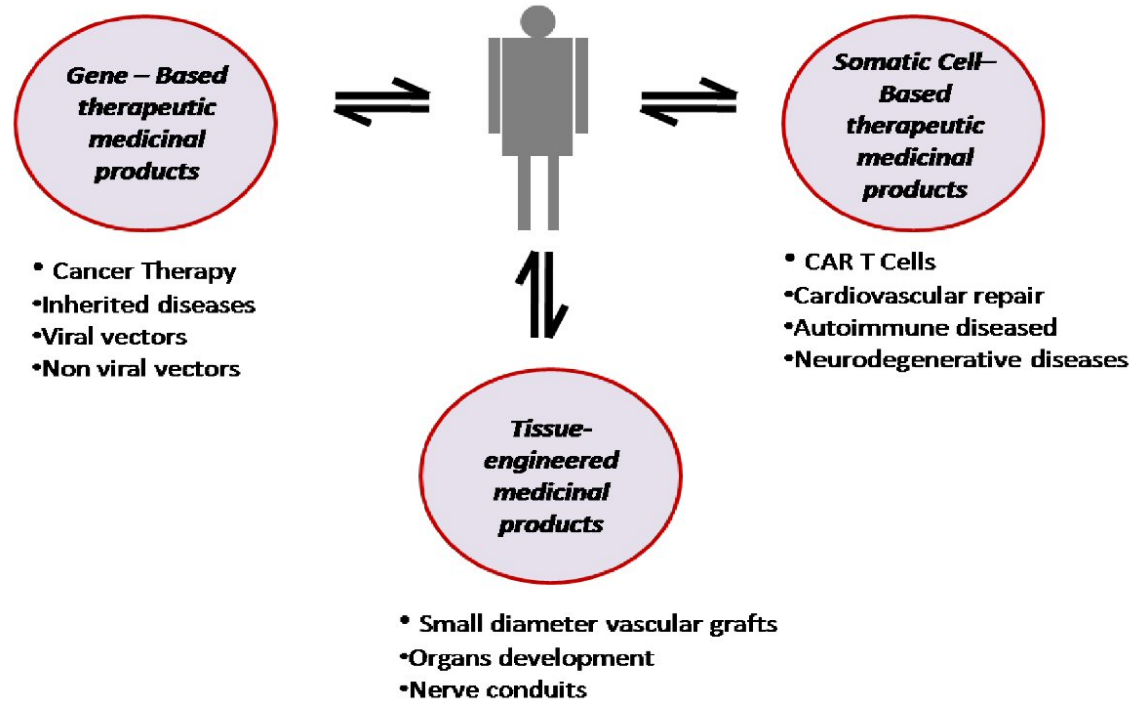 Gene – Based
therapeutic
medicinal
products
Somatic Cell–
Based
therapeutic
medicinal
products
• Cancer Therapy
•Inherited diseases
•Viral vectors
•Non viral vectors
• CAR T Cells
•Cardiovascular repair
•Autoimmune diseased
•Neurodegenerative diseases
Tissue-
engineered
medicinal
products
• Small diameter vascular grafts
•Organs development
•Nerve conduits